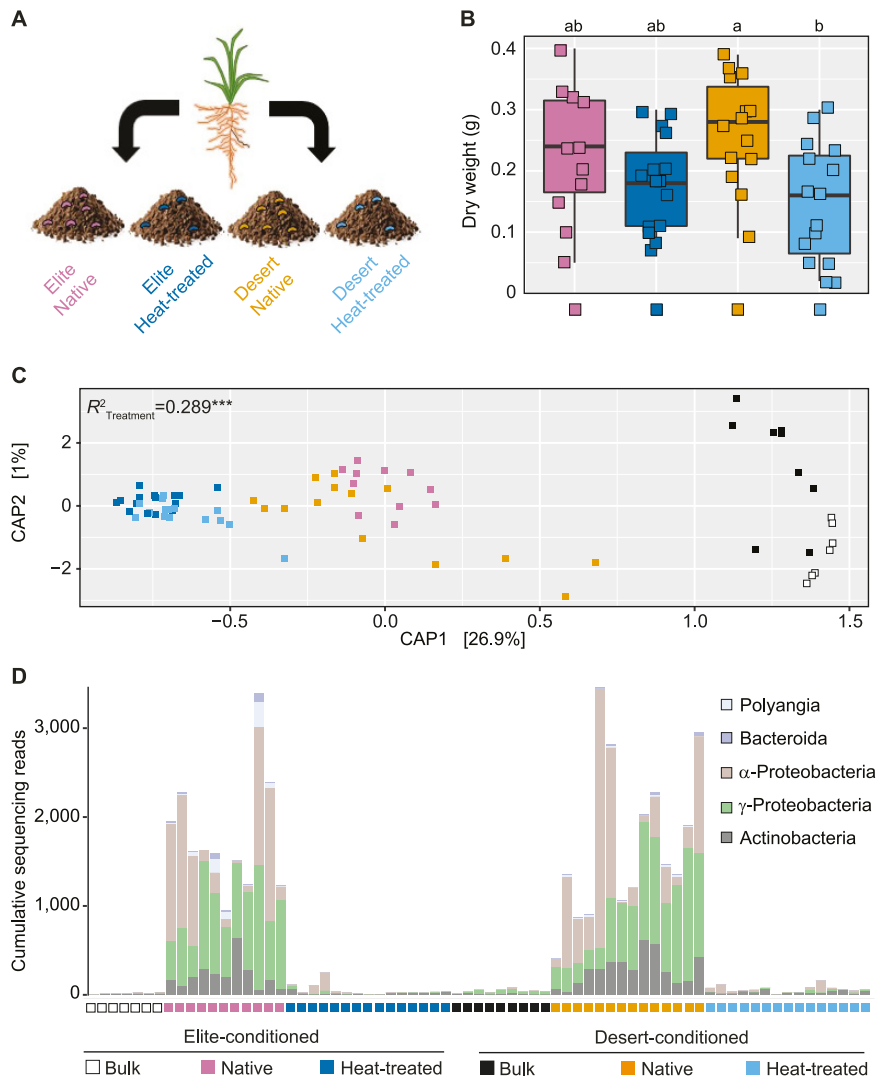 A
Elite
Native
Elite
Heat-treated
Desert
Native
Desert
Heat-treated
B
ab
ab
a
b
0.4
0.3
0.2
0.1
0
Dry weight (g)
C
R²Treatment=0.289***
2
0
−2
CAP2 [1%]
−0.5
0.0
0.5
1.0
1.5
CAP1 [26.9%]
D
3,000
2,000
1,000
0
Cumulative sequencing reads
Polyangia
Bacteroida
α-Proteobacteria
γ-Proteobacteria
Actinobacteria
Elite-conditioned
Desert-conditioned
Bulk
Native
Heat-treated
Bulk
Native
Heat-treated